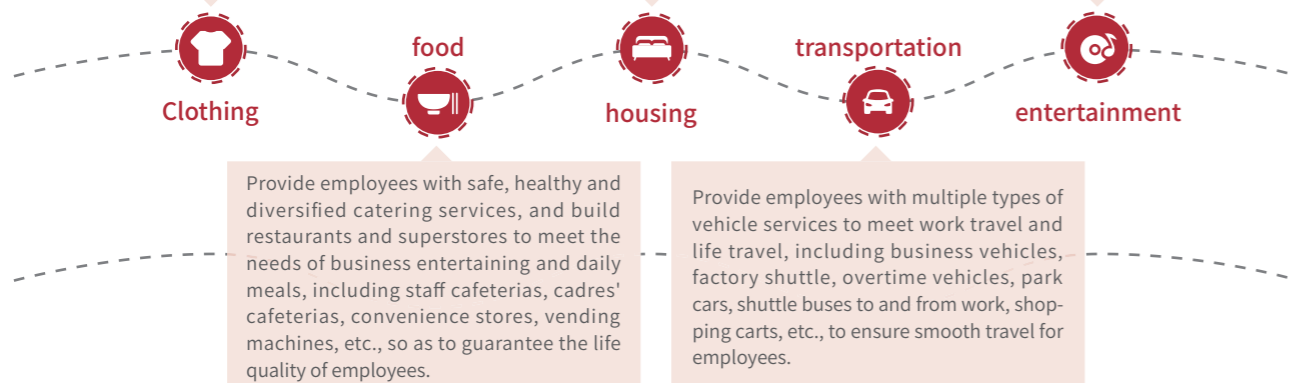 food
transportation
Clothing
housing
entertainment
Provide employees with safe, healthy and
diversified catering services, and build
restaurants and superstores to meet the
needs of business entertaining and daily
meals, including staff cafeterias, cadres'
cafeterias, convenience stores, vending
machines, etc., so as to guarantee the life
quality of employees.
Provide employees with multiple types of
vehicle services to meet work travel and
life travel, including business vehicles,
factory shuttle, overtime vehicles, park
cars, shuttle buses to and from work, shop-
ping carts, etc., to ensure smooth travel for
employees.